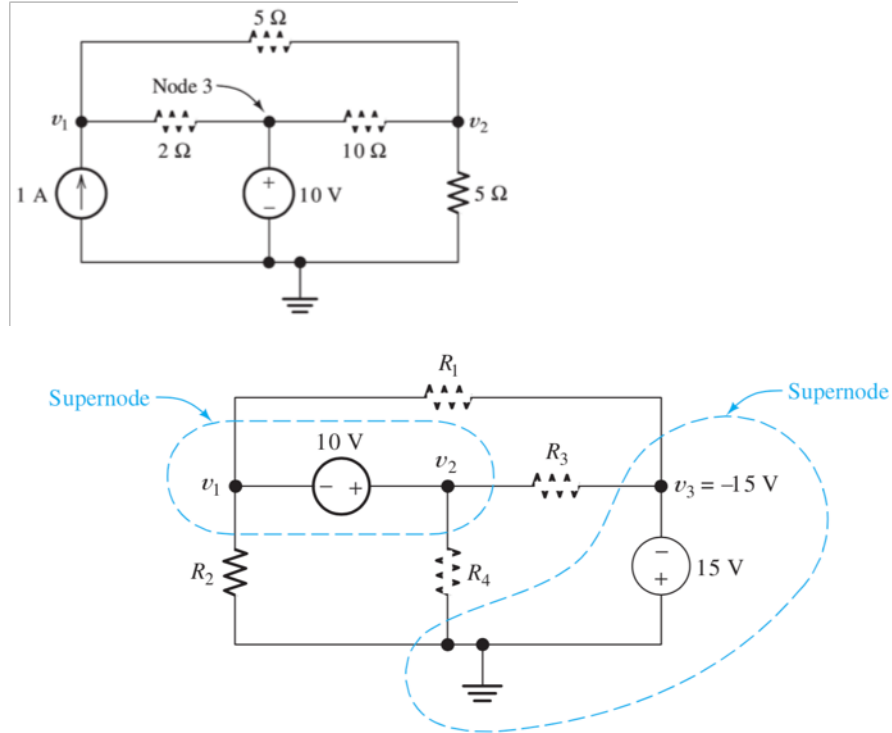 5 Ω
Node 3
v₁
v₂
2 Ω
10 Ω
1 A
+
−
10 V
5 Ω
R₁
Supernode
Supernode
10 V
v₂
R₃
v₁
− +
v₃ = –15 V
R₂
R₄
−
+
15 V